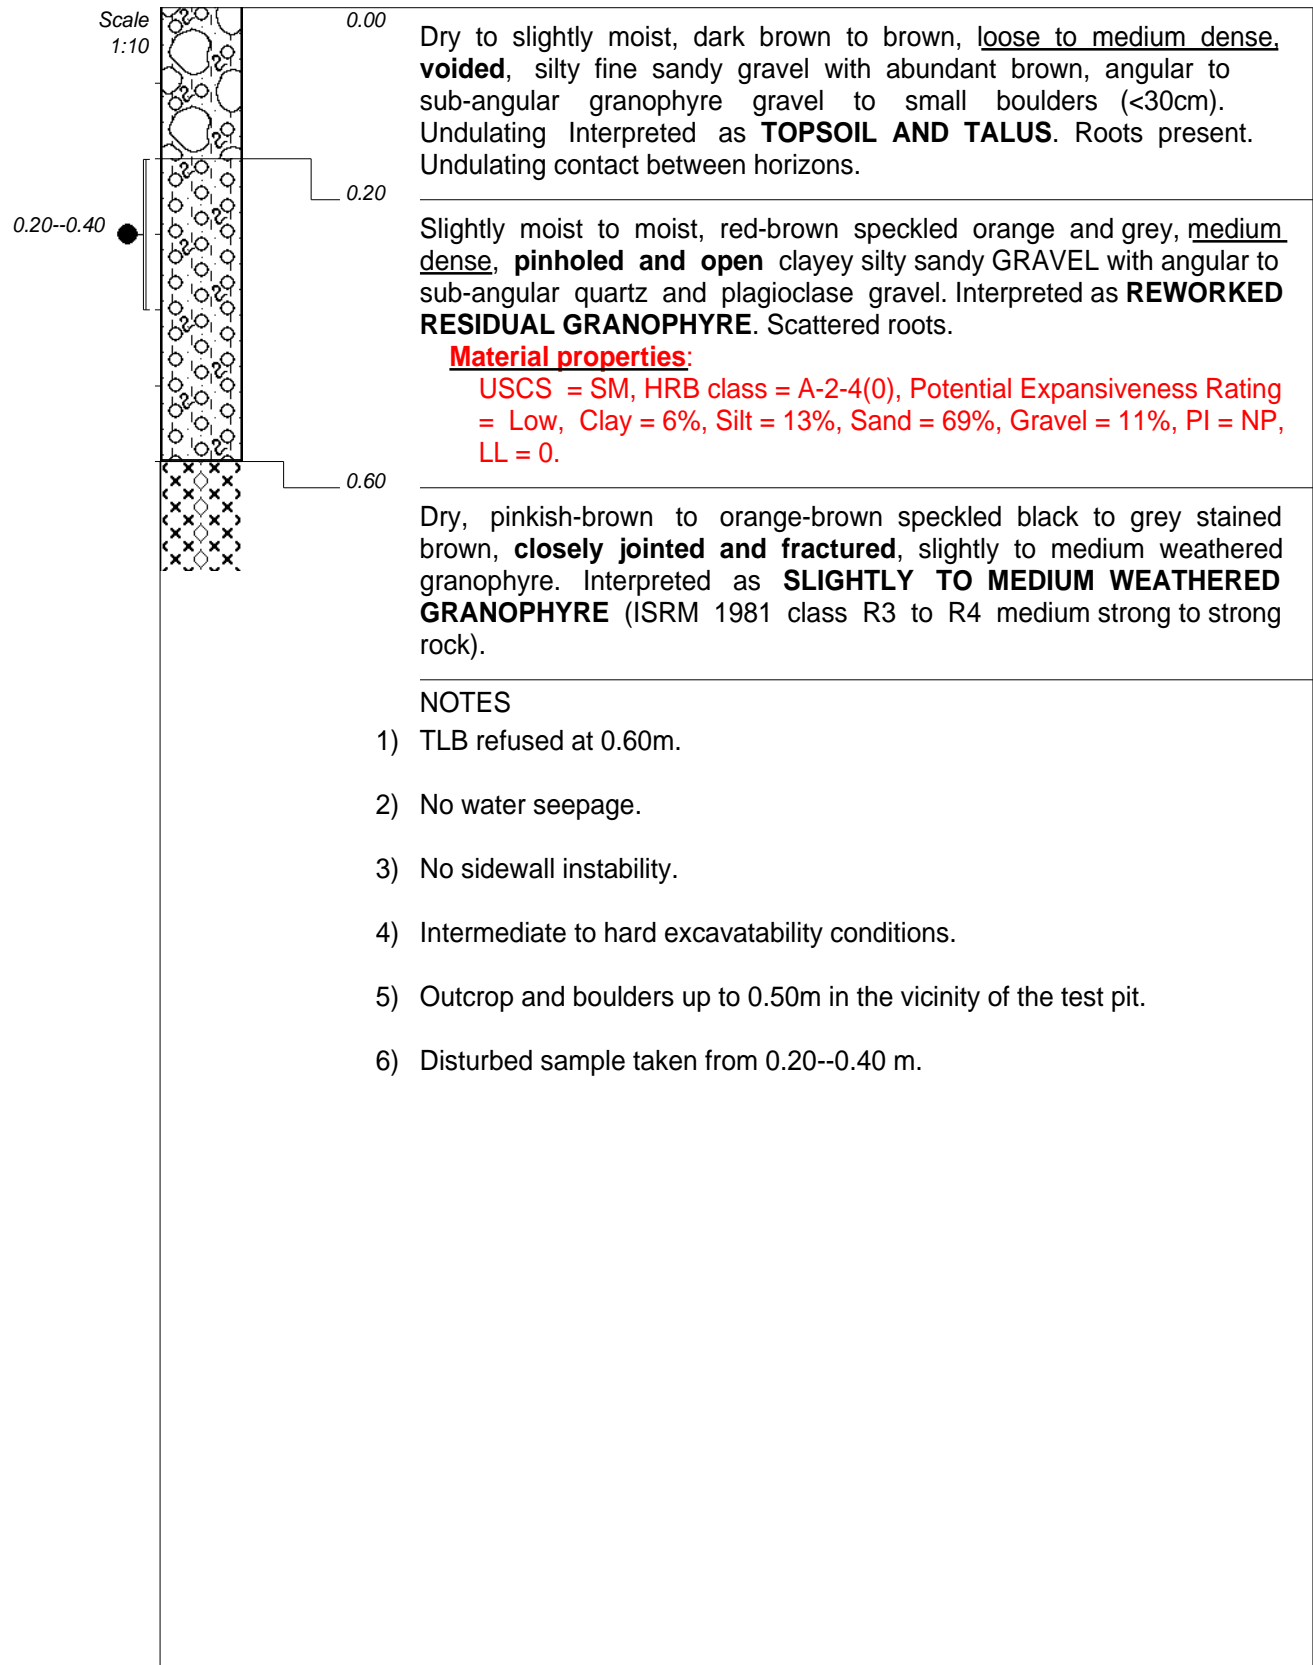 Scale
1:10
0.00
Dry to slightly moist, dark brown to brown, loose to medium dense,
voided, silty fine sandy gravel with abundant brown, angular to
sub-angular granophyre gravel to small boulders (<30cm).
Undulating Interpreted as TOPSOIL AND TALUS. Roots present.
Undulating contact between horizons.
0.20
0.20--0.40
Slightly moist to moist, red-brown speckled orange and grey, medium
dense, pinholed and open clayey silty sandy GRAVEL with angular to
sub-angular quartz and plagioclase gravel. Interpreted as REWORKED
RESIDUAL GRANOPHYRE. Scattered roots.
Material properties:
USCS = SM, HRB class = A-2-4(0), Potential Expansiveness Rating
= Low, Clay = 6%, Silt = 13%, Sand = 69%, Gravel = 11%, PI = NP,
LL = 0.
0.60
Dry, pinkish-brown to orange-brown speckled black to grey stained
brown, closely jointed and fractured, slightly to medium weathered
granophyre. Interpreted as SLIGHTLY TO MEDIUM WEATHERED
GRANOPHYRE (ISRM 1981 class R3 to R4 medium strong to strong
rock).
NOTES
1) TLB refused at 0.60m.
2) No water seepage.
3) No sidewall instability.
4) Intermediate to hard excavatability conditions.
5) Outcrop and boulders up to 0.50m in the vicinity of the test pit.
6) Disturbed sample taken from 0.20--0.40 m.